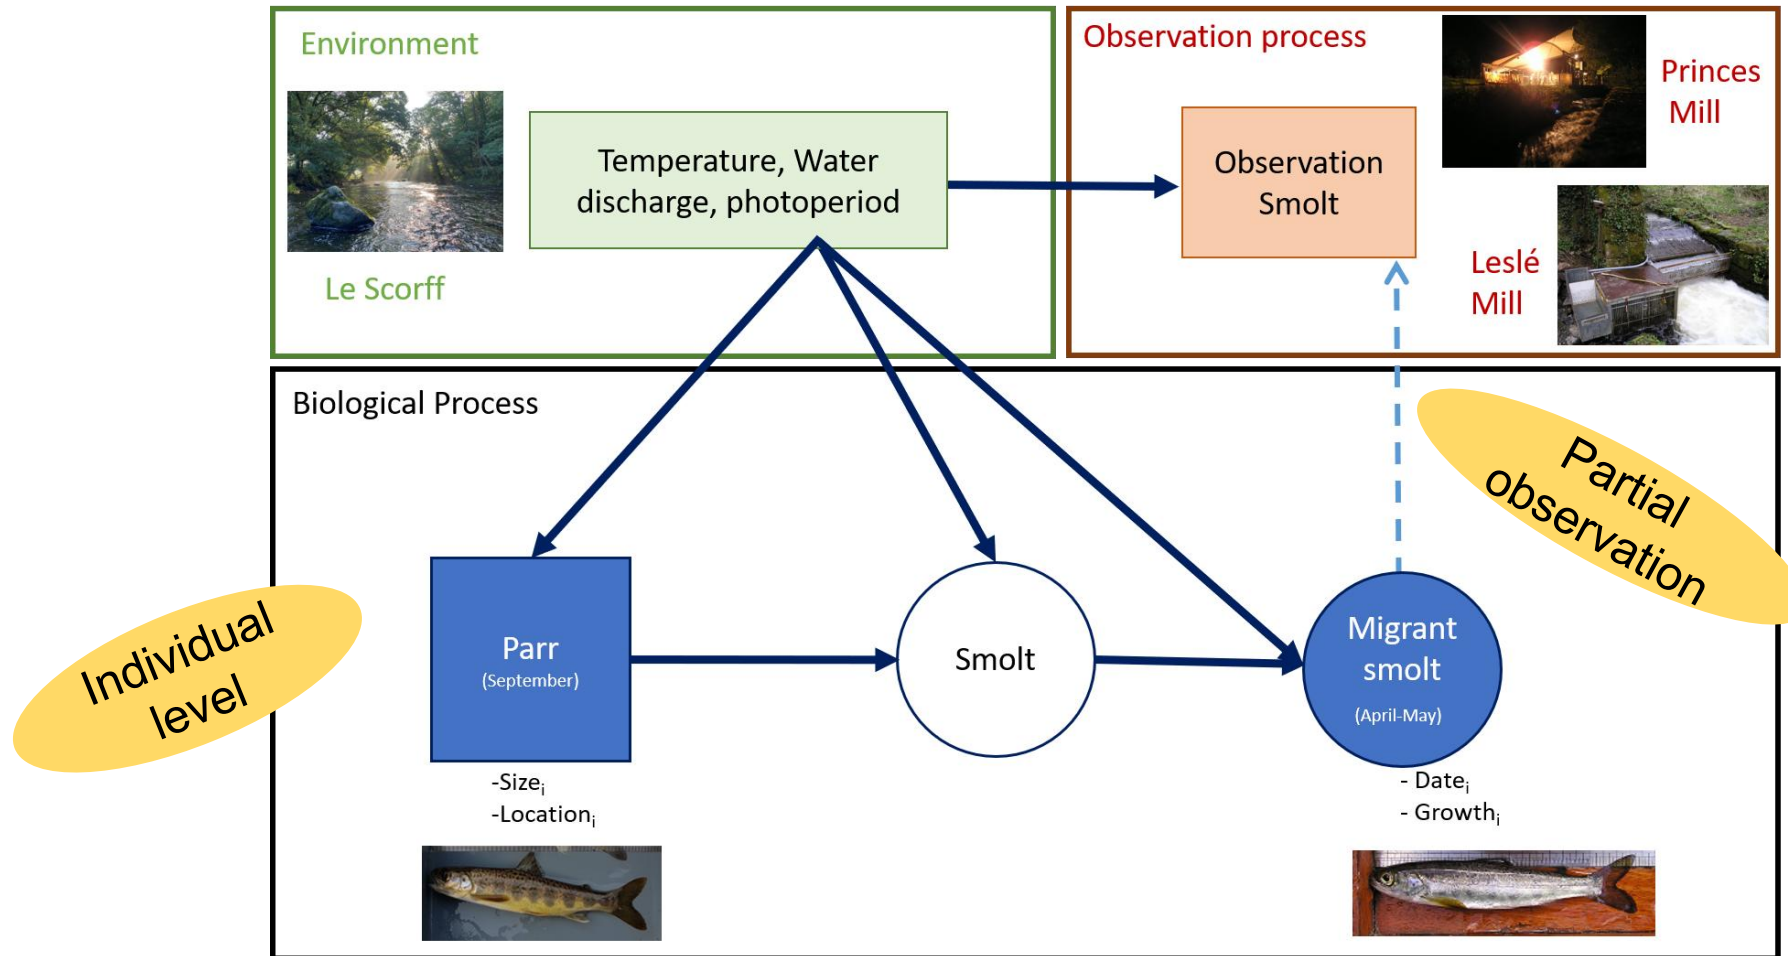 Environment
Temperature, Water
discharge, photoperiod
Le Scorff
Observation process
Princes
Mill
Observation
Smolt
Leslé
Mill
Biological Process
Partial
observation
Individual
level
Parr
(September)
-Sizei
-Locationi
Smolt
Migrant
smolt
(April-May)
- Datei
- Growthi